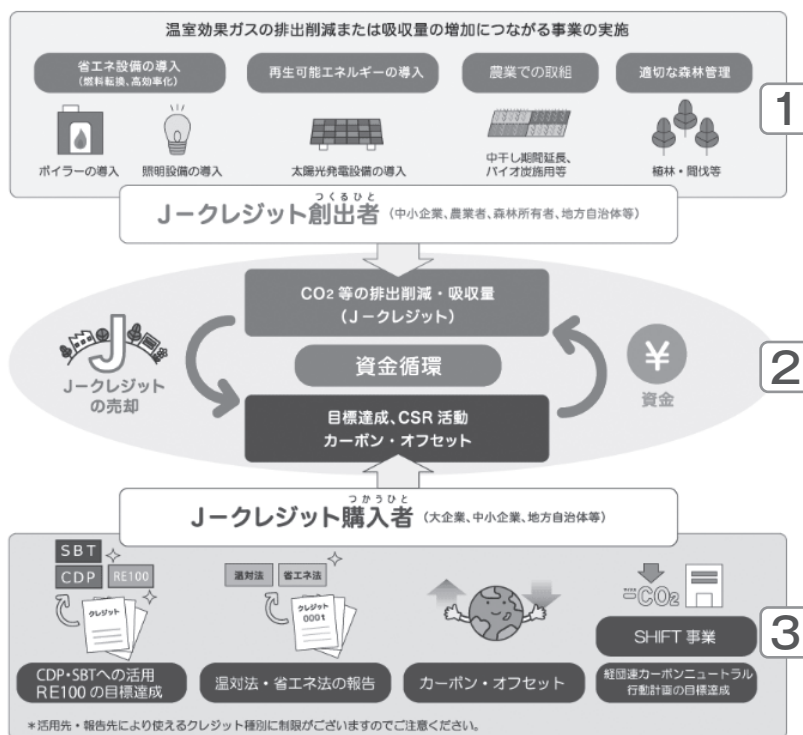 温室効果ガスの排出削減または吸収量の増加につながる事業の実施
省エネ設備の導入
(燃料転換、高効率化)
再生可能エネルギーの導入
農業での取組
適切な森林管理
1
ボイラーの導入
照明設備の導入
太陽光発電設備の導入
中干し期間延長、
バイオ炭施用等
植林・間伐等
つくるひと
Jークレジット創出者 (中小企業、農業者、森林所有者、地方自治体等)
CO2 等の排出削減・吸収量
(Jークレジット)
J
Jークレジット
の売却
資金循環
¥
資金
2
目標達成、CSR 活動
カーボン・オフセット
つかうひと
Jークレジット購入者 (大企業、中小企業、地方自治体等)
SBT
CDP
RE100
クレジット
CDP・SBTへの活用
RE100 の目標達成
温対法
省エネ法
クレジット
0001
温対法・省エネ法の報告
カーボン・オフセット
-CO2
SHIFT 事業
経団連カーボンニュートラル
行動計画の目標達成
3
*活用先・報告先により使えるクレジット種別に制限がございますのでご注意ください。